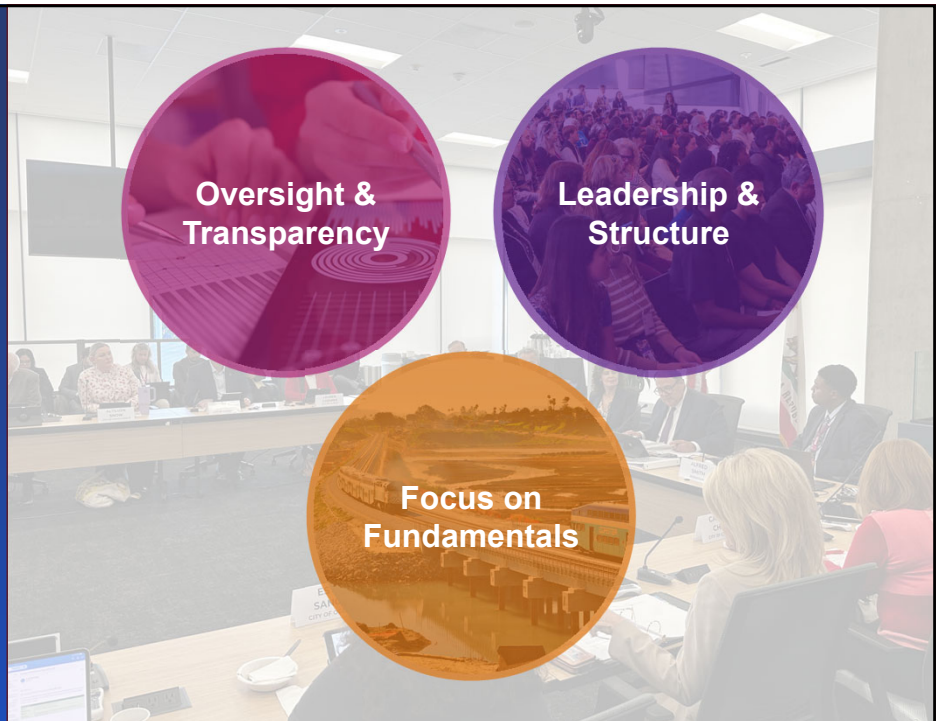 Oversight &
Transparency
Leadership &
Structure
Focus on
Fundamentals